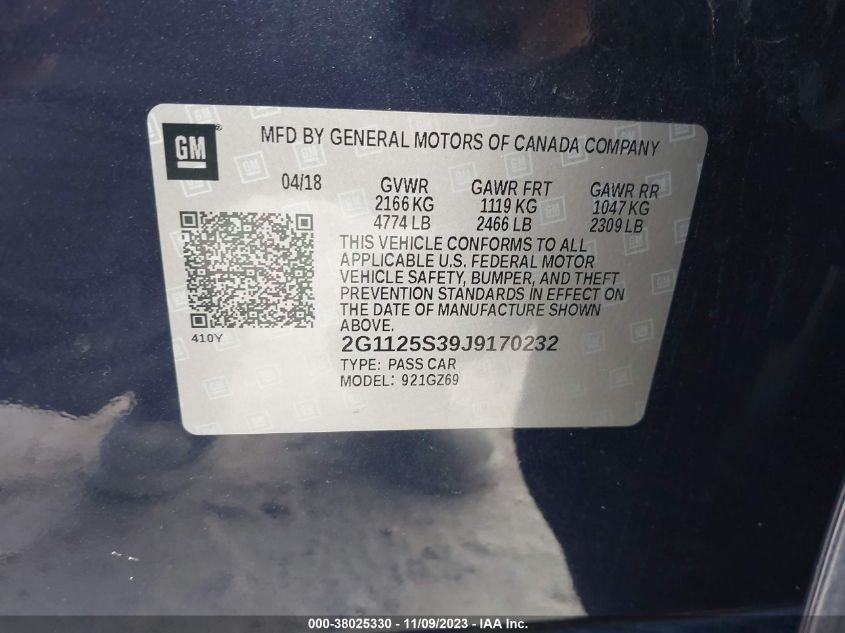 GM
MFD BY GENERAL MOTORS OF CANADA COMPANY
04/18 GVWR GAWR FRT GAWR RR
2166 KG 1119 KG 1047 KG
4774 LB 2466 LB 2309 LB
THIS VEHICLE CONFORMS TO ALL
APPLICABLE U.S. FEDERAL MOTOR
VEHICLE SAFETY, BUMPER, AND THEFT
PREVENTION STANDARDS IN EFFECT ON
THE DATE OF MANUFACTURE SHOWN
ABOVE.
410Y
2G1125S39J9170232
TYPE: PASS CAR
MODEL: 921GZ69
000-38025330 - 11/09/2023 - IAA Inc.